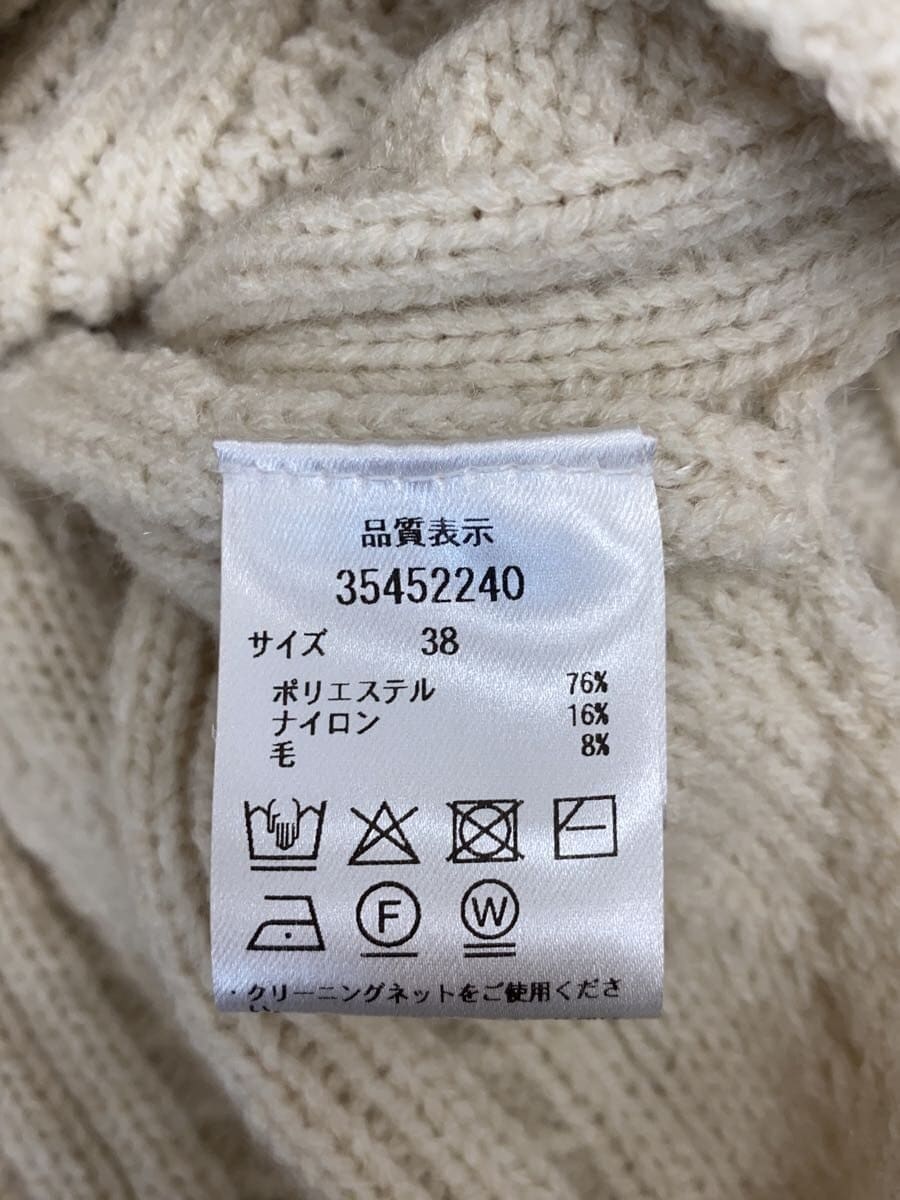 品質表示
35452240
サイズ 38
ポリエステル 76%
ナイロン 16%
毛 8%
F W
・クリーニングネットをご使用くださ
い。